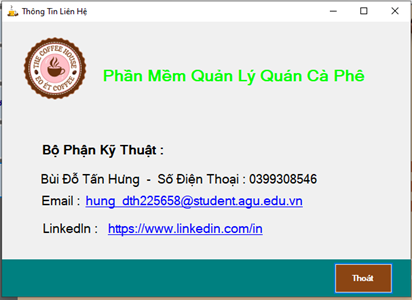 Thông Tin Liên Hệ
THE COFFEE HOUSE
EO ÉT COFFEE
Phần Mềm Quản Lý Quán Cà Phê
Bộ Phận Kỹ Thuật :
Bùi Đỗ Tấn Hưng - Số Điện Thoại : 0399308546
Email : hung_dth225658@student.agu.edu.vn
LinkedIn : https://www.linkedin.com/in
Thoát